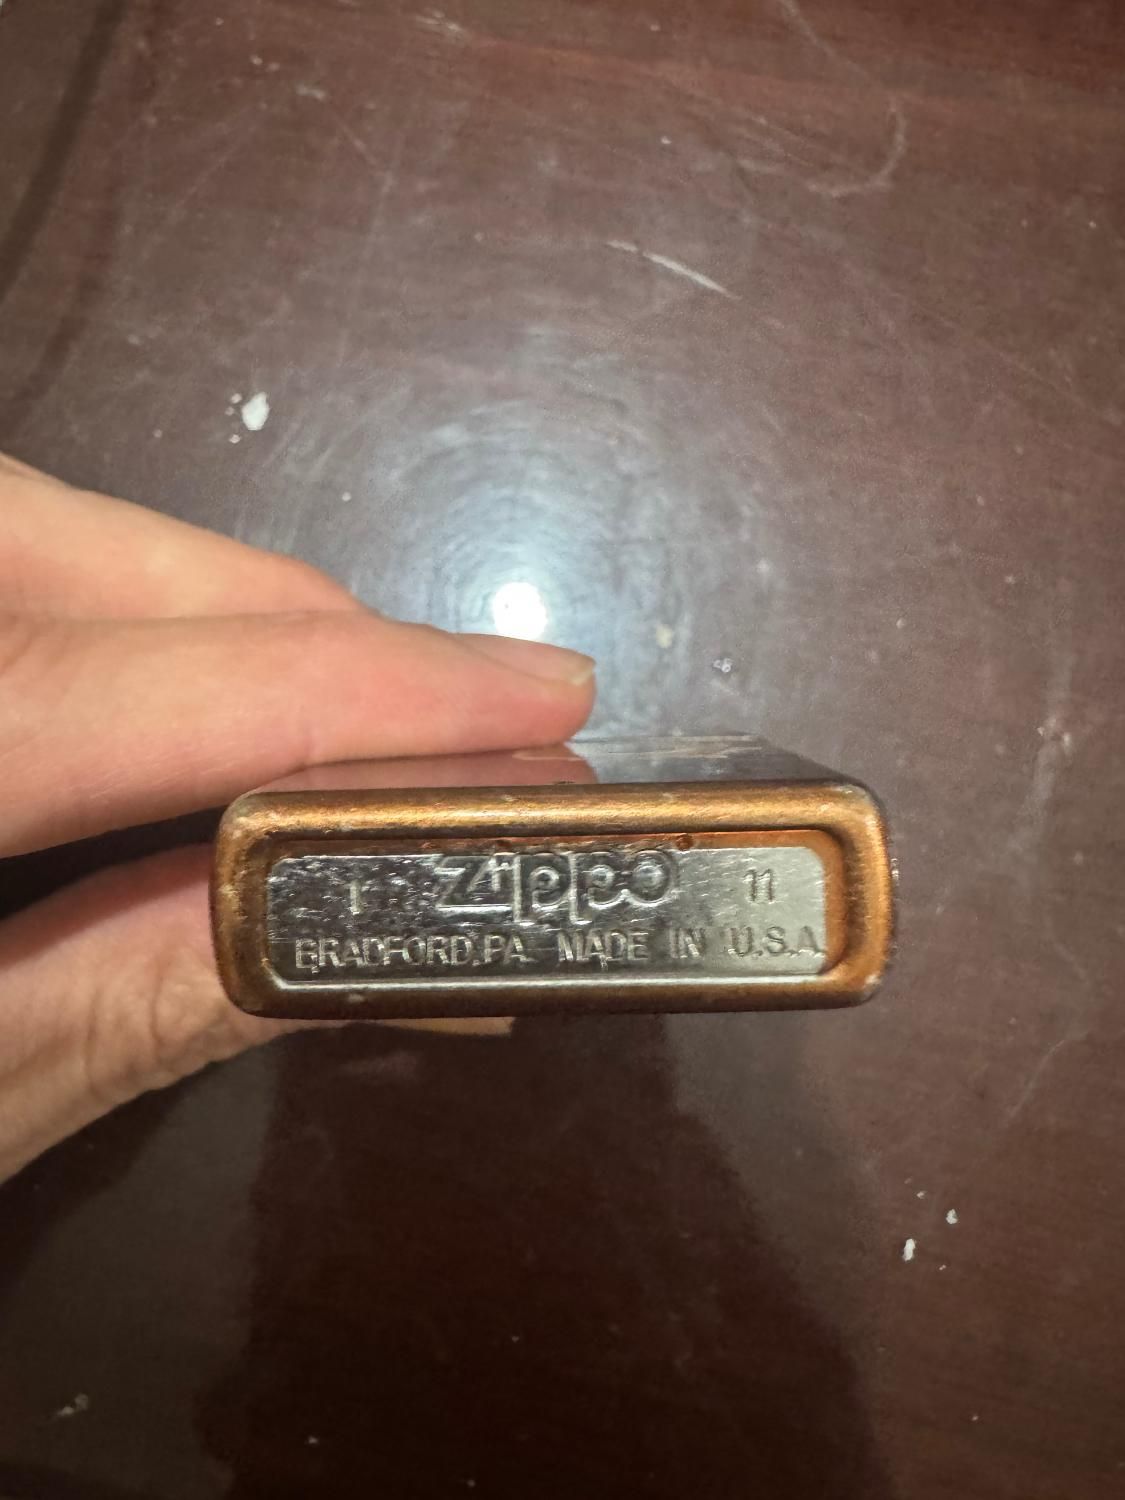 I zippo 11
BRADFORD,PA. MADE IN U.S.A.